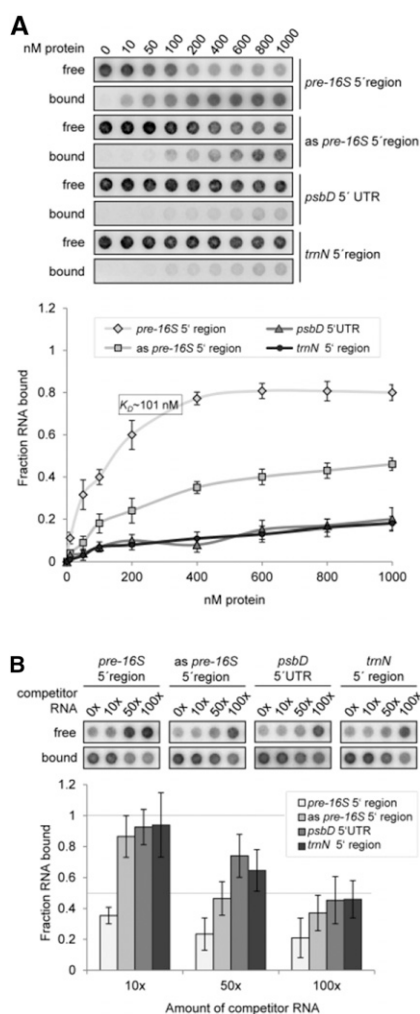 A
nM protein 0 10 50 100 200 400 600 800 1000
free
bound
pre-16S 5´region
free
bound
as pre-16S 5´region
free
bound
psbD 5´ UTR
free
bound
trnN 5´region
1.2
1
0.8
0.6
0.4
0.2
0
Fraction RNA bound
pre-16S 5' region
psbD 5'UTR
as pre-16S 5' region
trnN 5' region
KD~101 nM
0 200 400 600 800 1000
nM protein
B
pre-16S 5´region
as pre-16S 5´region
psbD 5´UTR
trnN 5´region
competitor RNA
0x 10x 50x 100x
0x 10x 50x 100x
0x 10x 50x 100x
0x 10x 50x 100x
free
bound
1.2
1
0.8
0.6
0.4
0.2
0
Fraction RNA bound
pre-16S 5' region
as pre-16S 5' region
psbD 5'UTR
trnN 5' region
10x 50x 100x
Amount of competitor RNA